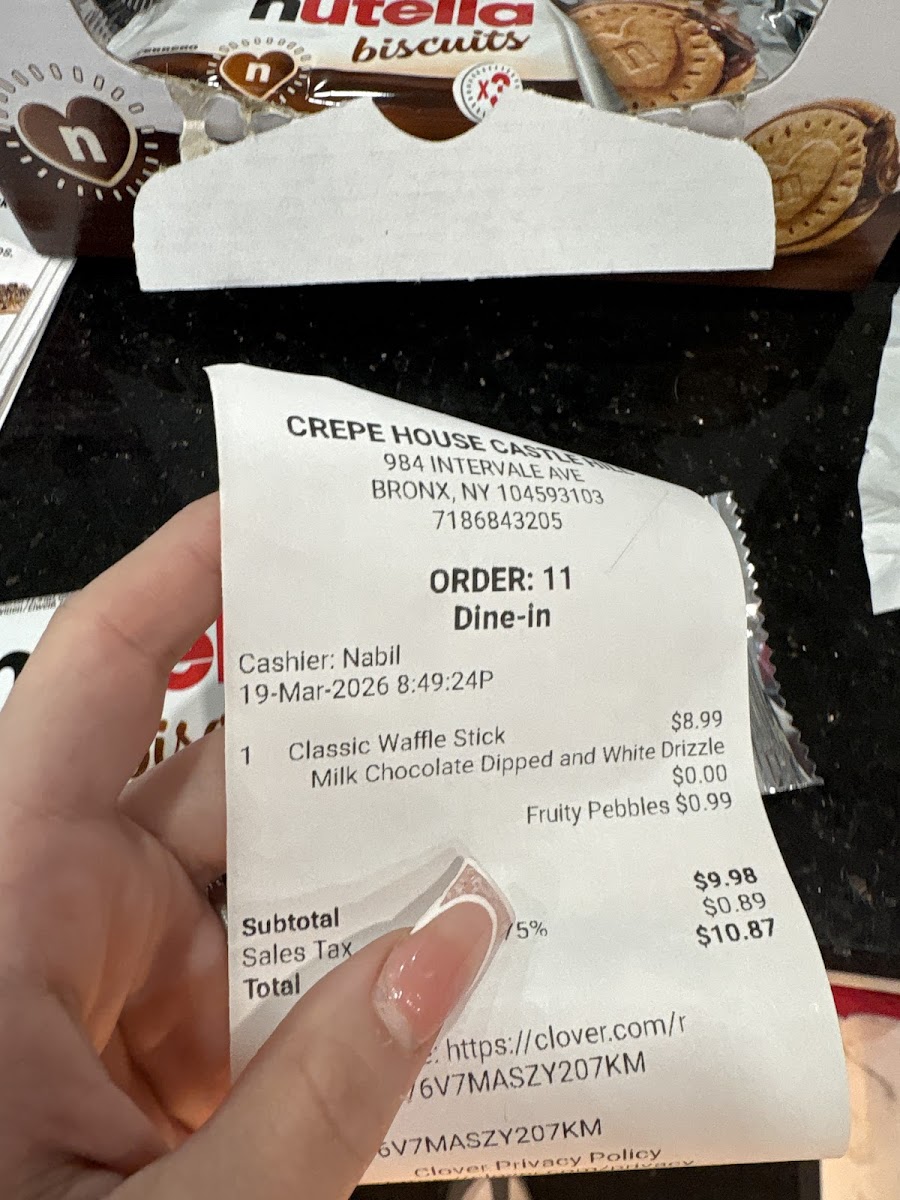 nutella
biscuits
n
n
CREPE HOUSE CASTLE
984 INTERVALE AVE
BRONX, NY 104593103
7186843205
ORDER: 11
Dine-in
Cashier: Nabil
19-Mar-2026 8:49:24P
1 Classic Waffle Stick $8.99
Milk Chocolate Dipped and White Drizzle
$0.00
Fruity Pebbles $0.99
Subtotal $9.98
Sales Tax 75% $0.89
Total $10.87
: https://clover.com/r
/6V7MASZY207KM
6V7MASZY207KM
Clover Privacy Policy